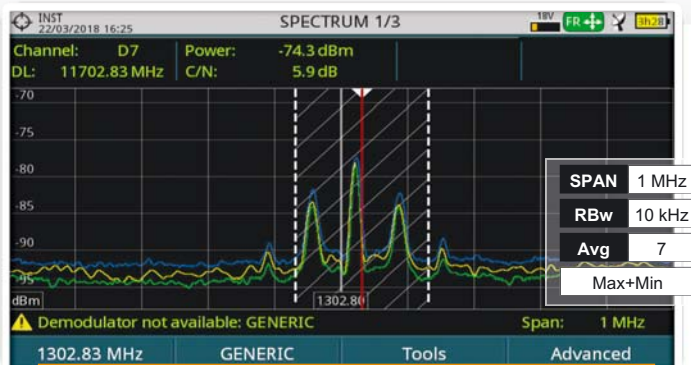 INST
22/03/2018 16:25
SPECTRUM 1/3
18V
FR
3h28
Channel: D7
Power: -74.3 dBm
DL: 11702.83 MHz
C/N: 5.9 dB
-70
-75
-80
-85
-90
-95
dBm
1302.80
SPAN 1 MHz
RBw 10 kHz
Avg 7
Max+Min
Demodulator not available: GENERIC
Span: 1 MHz
1302.83 MHz
GENERIC
Tools
Advanced